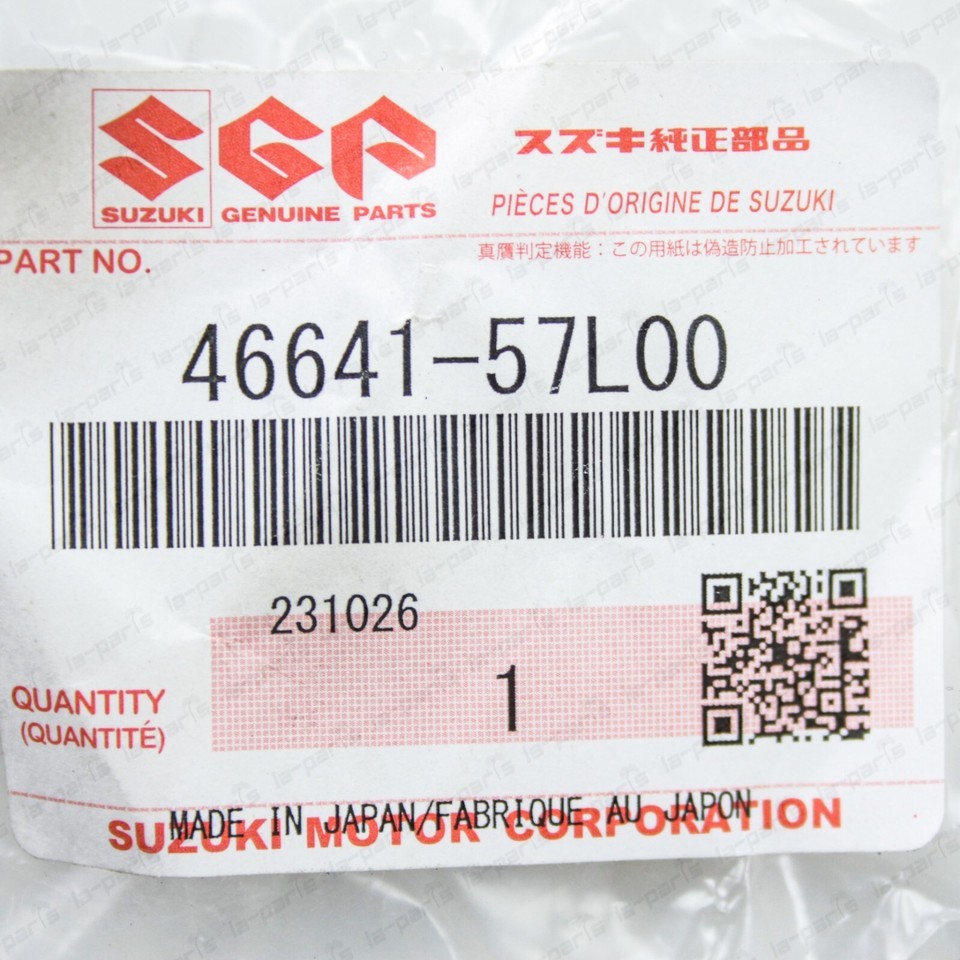 SGP
スズキ純正部品
SUZUKI GENUINE PARTS
PIÈCES D'ORIGINE DE SUZUKI
PART NO.
真贋判定機能：この用紙は偽造防止加工されています
46641-57L00
231026
QUANTITY
(QUANTITÉ)
1
MADE IN JAPAN/FABRIQUE AU JAPON
SUZUKI MOTOR CORPORATION
la-parts